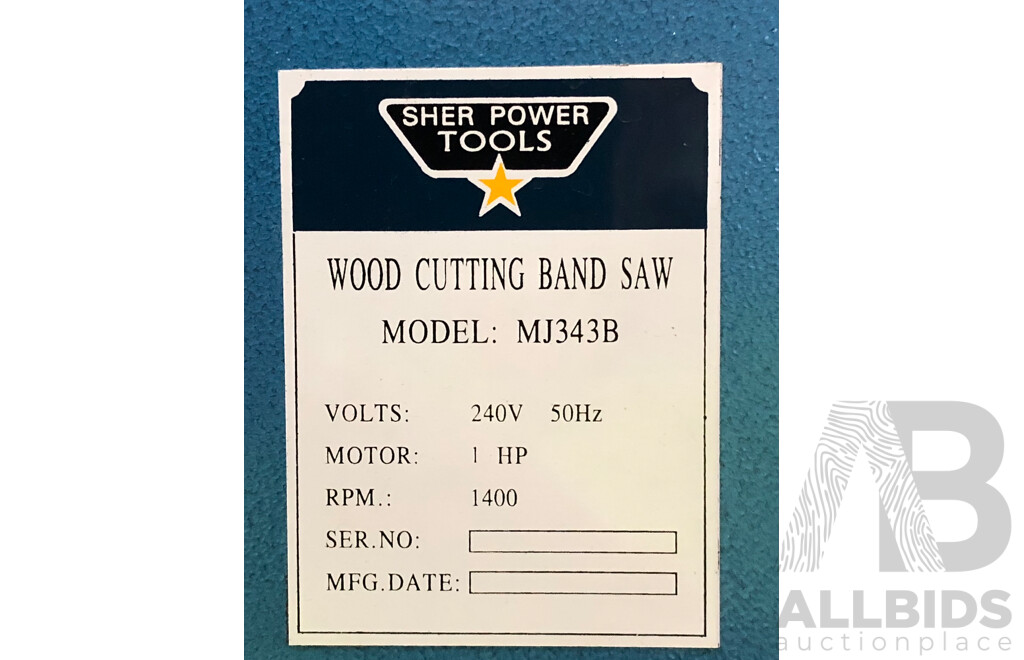 SHER POWER
TOOLS
WOOD CUTTING BAND SAW
MODEL: MJ343B
VOLTS: 240V 50Hz
MOTOR: 1 HP
RPM.: 1400
SER.NO:
MFG.DATE:
AB
ALLBIDS
auctionplace